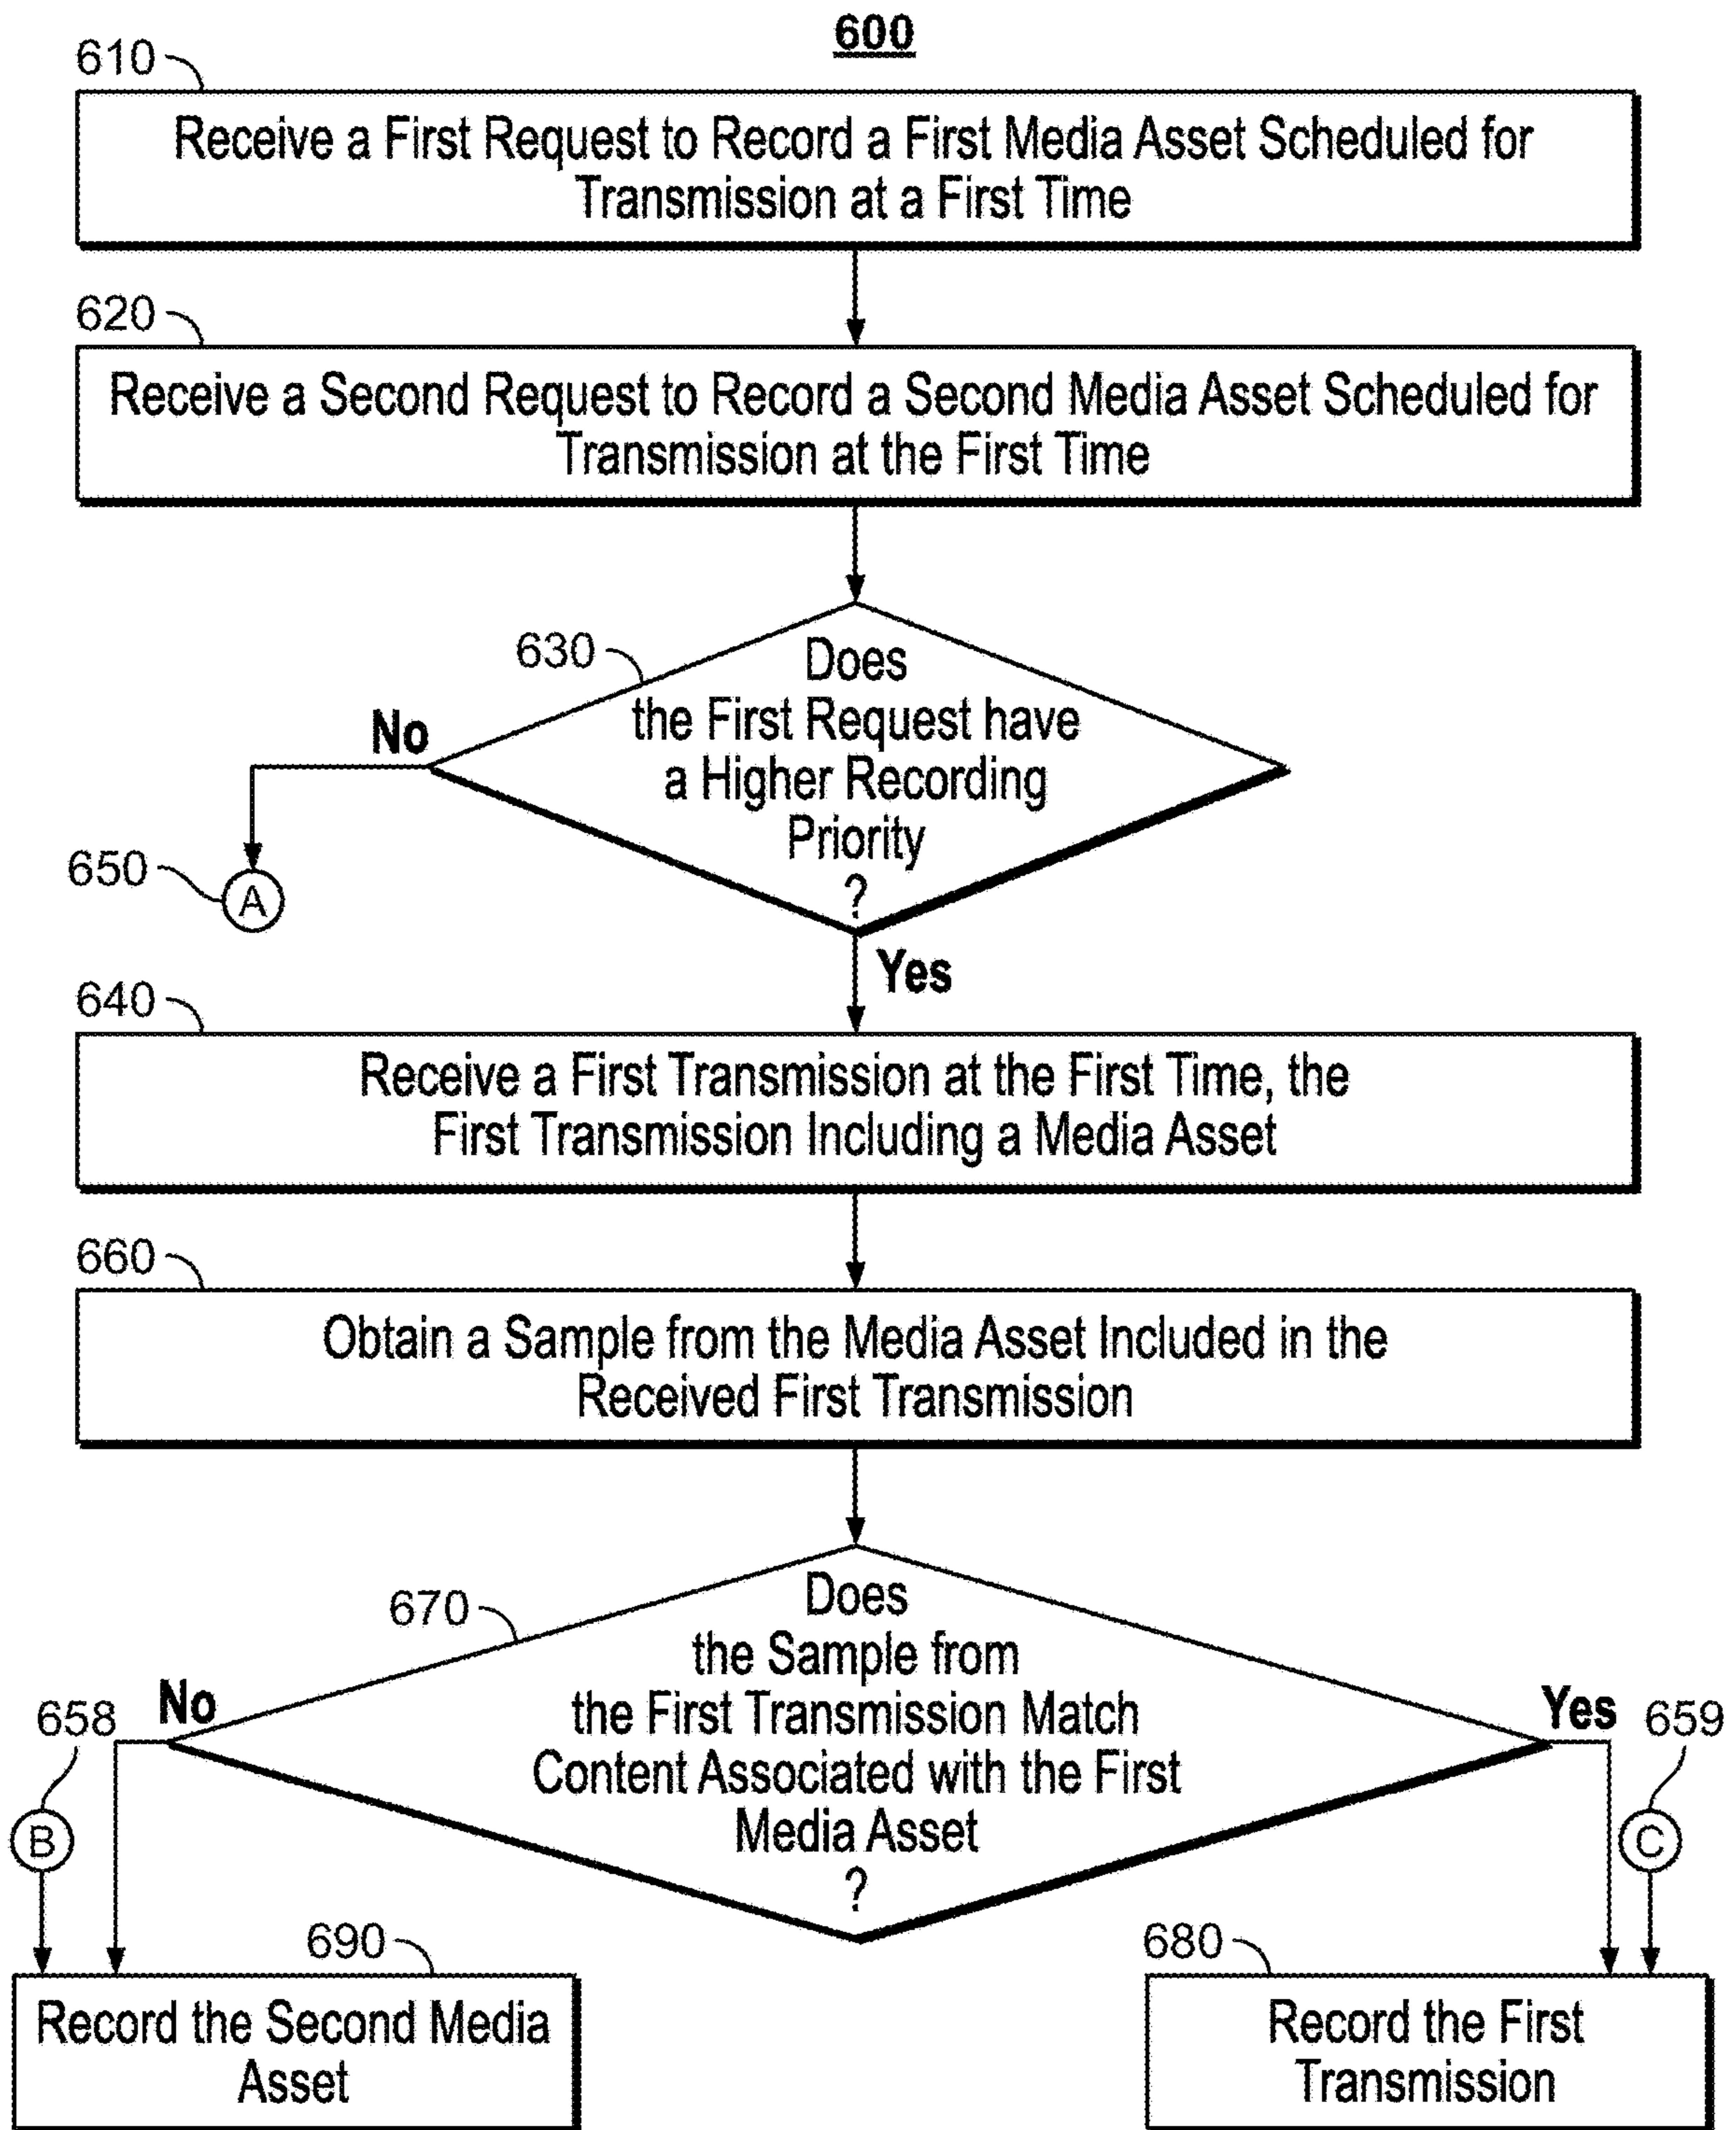 600
610
Receive a First Request to Record a First Media Asset Scheduled for
Transmission at a First Time
620
Receive a Second Request to Record a Second Media Asset Scheduled for
Transmission at the First Time
630
Does
the First Request have
a Higher Recording
Priority
?
No
650
A
Yes
640
Receive a First Transmission at the First Time, the
First Transmission Including a Media Asset
660
Obtain a Sample from the Media Asset Included in the
Received First Transmission
670
Does
the Sample from
the First Transmission Match
Content Associated with the First
Media Asset
?
No
658
B
Yes
659
C
690
Record the Second Media
Asset
680
Record the First
Transmission